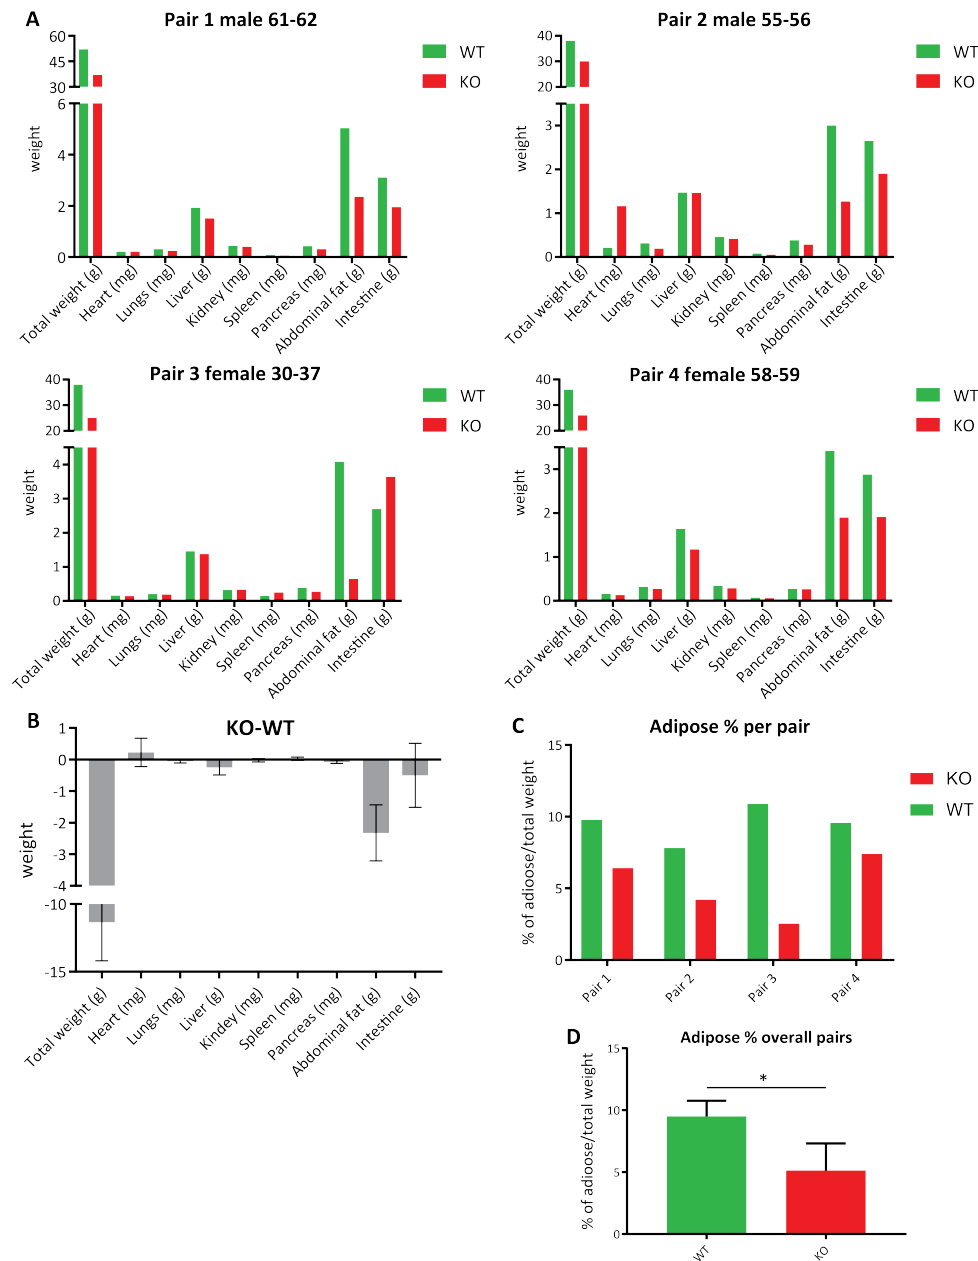 A
Pair 1 male 61-62
60
45
30
6
4
2
0
weight
WT
KO
Total weight (g)
Heart (mg)
Lungs (mg)
Liver (g)
Kidney (mg)
Spleen (mg)
Pancreas (mg)
Abdominal fat (g)
Intestine (g)
Pair 2 male 55-56
40
30
20
3
2
1
0
weight
WT
KO
Total weight (g)
Heart (mg)
Lungs (mg)
Liver (g)
Kidney (mg)
Spleen (mg)
Pancreas (mg)
Abdominal fat (g)
Intestine (g)
Pair 3 female 30-37
40
30
20
4
3
2
1
0
weight
WT
KO
Total weight (g)
Heart (mg)
Lungs (mg)
Liver (g)
Kidney (mg)
Spleen (mg)
Pancreas (mg)
Abdominal fat (g)
Intestine (g)
Pair 4 female 58-59
40
30
20
3
2
1
0
weight
WT
KO
Total weight (g)
Heart (mg)
Lungs (mg)
Liver (g)
Kidney (mg)
Spleen (mg)
Pancreas (mg)
Abdominal fat (g)
Intestine (g)
B
KO-WT
1
0
-1
-2
-3
-4
-10
-15
weight
Total weight (g)
Heart (mg)
Lungs (mg)
Liver (g)
Kindey (mg)
Spleen (mg)
Pancreas (mg)
Abdominal fat (g)
Intestine (g)
C
Adipose % per pair
15
10
5
0
% of adioose/total weight
KO
WT
Pair 1
Pair 2
Pair 3
Pair 4
D
Adipose % overall pairs
15
10
5
0
% of adioose/total weight
*
WT
KO